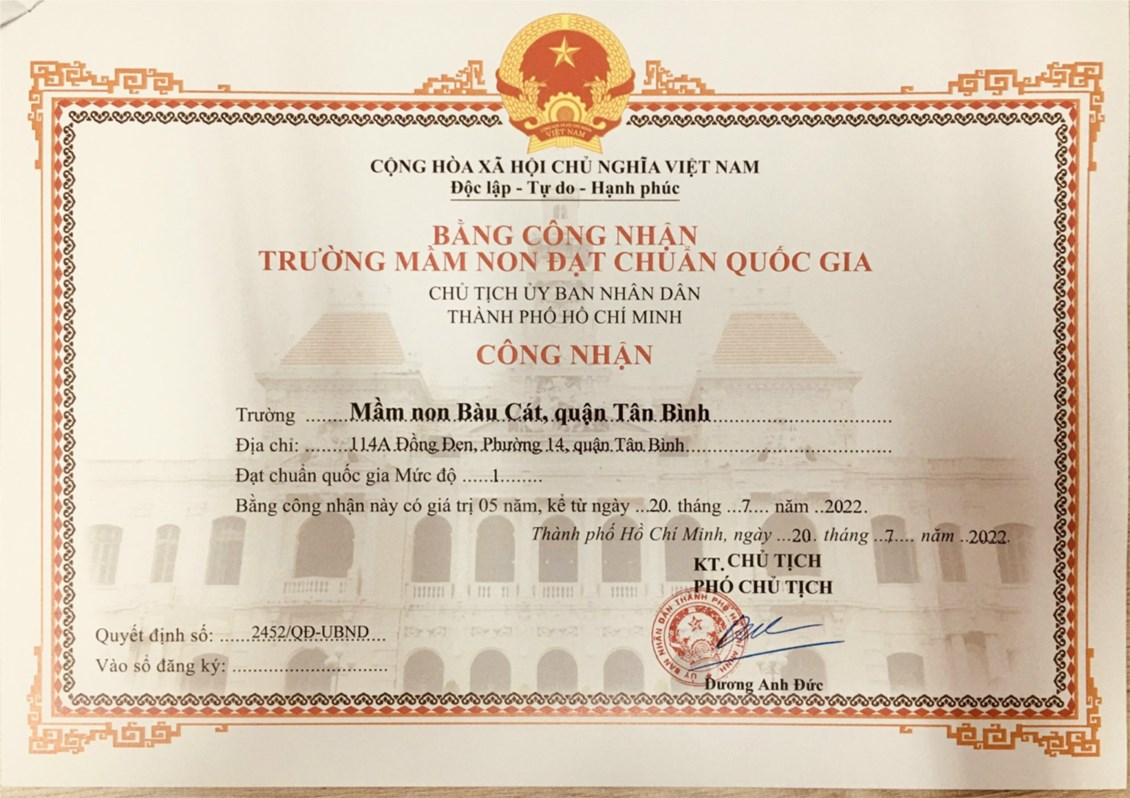 VIỆT NAM
CỘNG HÒA XÃ HỘI CHỦ NGHĨA VIỆT NAM
Độc lập - Tự do - Hạnh phúc
BẰNG CÔNG NHẬN
TRƯỜNG MẦM NON ĐẠT CHUẨN QUỐC GIA
CHỦ TỊCH ỦY BAN NHÂN DÂN
THÀNH PHỐ HỒ CHÍ MINH
CÔNG NHẬN
Trường ........Mầm non Bàu Cát, quận Tân Bình..............................
Địa chỉ: ........114A Đồng Đen, Phường 14, quận Tân Bình..............................
Đạt chuẩn quốc gia Mức độ ......1........
Bằng công nhận này có giá trị 05 năm, kể từ ngày ...20. tháng ...7.... năm ..2022.
Thành phố Hồ Chí Minh, ngày ...20. tháng ...7.... năm ..2022.
KT. CHỦ TỊCH
PHÓ CHỦ TỊCH
Quyết định số: ......2452/QĐ-UBND...
Vào sổ đăng ký: ..............................
Dương Anh Đức